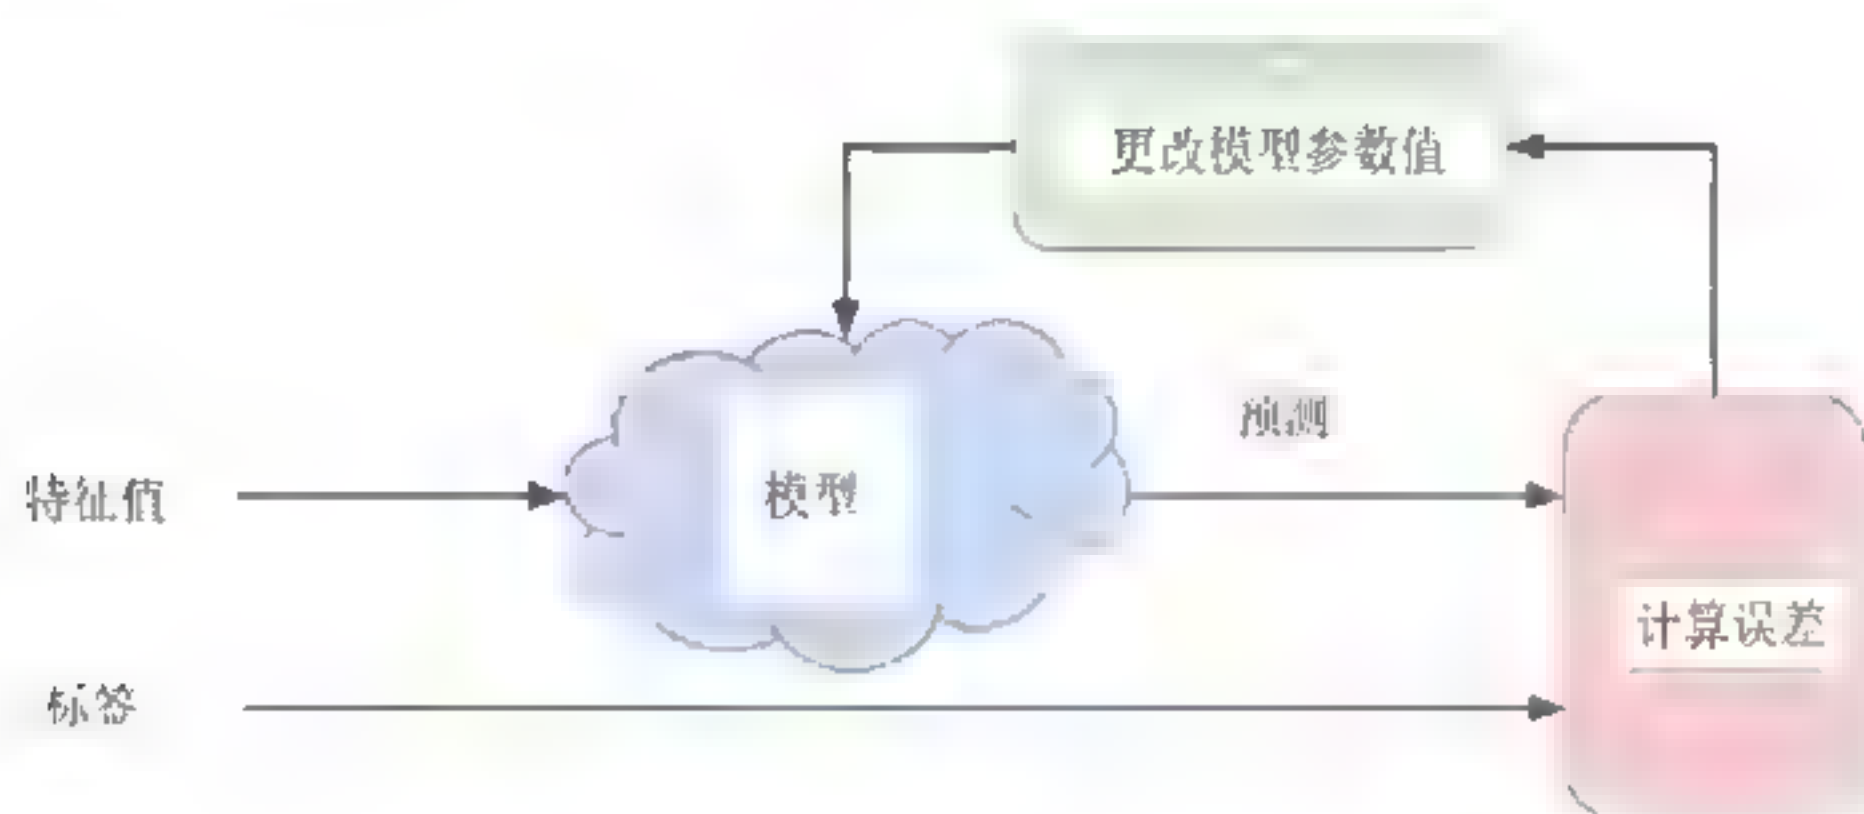 更改模型参数值
预测
特征值
模型
计算误差
标签